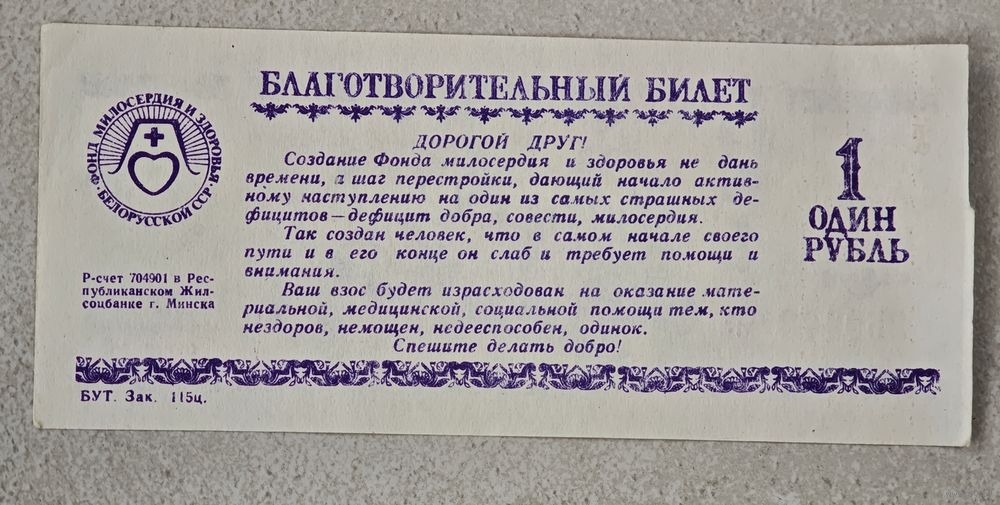 БЛАГОТВОРИТЕЛЬНЫЙ БИЛЕТ
ФОНД МИЛОСЕРДИЯ И ЗДОРОВЬЯ
БЕЛОРУССКОЙ ССР
Р-счет 704901 в Рес-
публиканском Жил-
соцбанке г. Минска
ДОРОГОЙ ДРУГ!
Создание Фонда милосердия и здоровья не дань
времени, а шаг перестройки, дающий начало актив-
ному наступлению на один из самых страшных де-
фицитов—дефицит добра, совести, милосердия.
Так создан человек, что в самом начале своего
пути и в его конце он слаб и требует помощи и
внимания.
Ваш взос будет израсходован на оказание мате-
риальной, медицинской, социальной помощи тем, кто
нездоров, немощен, недееспособен, одинок.
Спешите делать добро!
1
ОДИН
РУБЛЬ
БУТ. Зак. 115ц.